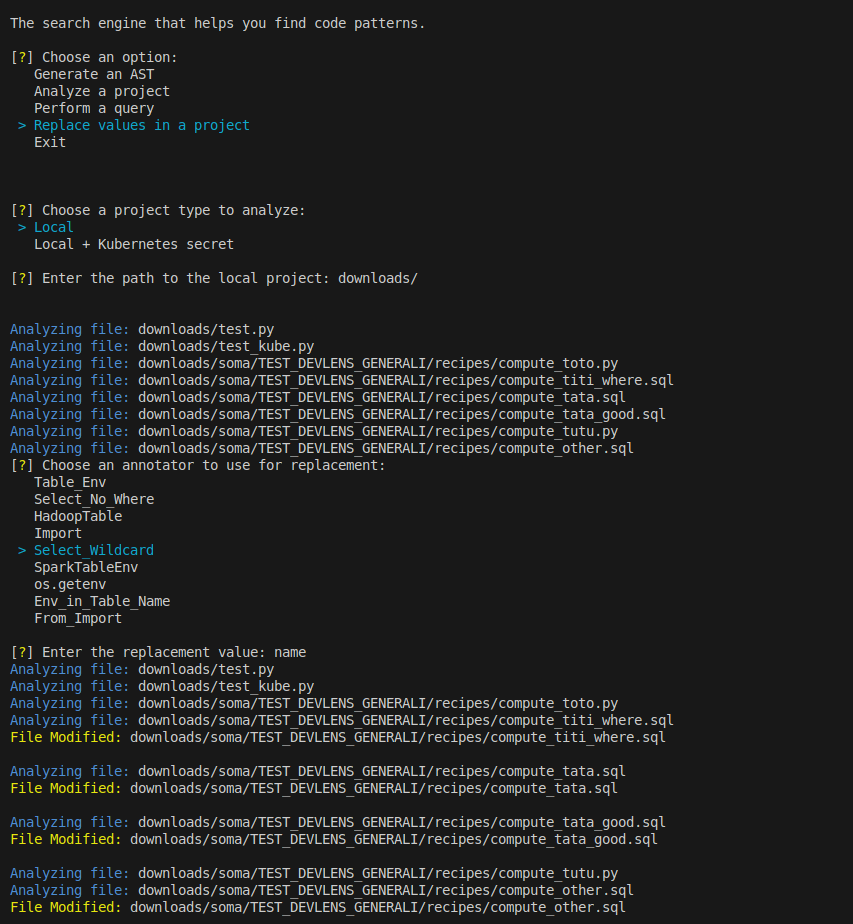 The search engine that helps you find code patterns.
[?] Choose an option:
Generate an AST
Analyze a project
Perform a query
> Replace values in a project
Exit
[?] Choose a project type to analyze:
> Local
Local + Kubernetes secret
[?] Enter the path to the local project: downloads/
Analyzing file: downloads/test.py
Analyzing file: downloads/test_kube.py
Analyzing file: downloads/soma/TEST_DEVLENS_GENERALI/recipes/compute_toto.py
Analyzing file: downloads/soma/TEST_DEVLENS_GENERALI/recipes/compute_titi_where.sql
Analyzing file: downloads/soma/TEST_DEVLENS_GENERALI/recipes/compute_tata.sql
Analyzing file: downloads/soma/TEST_DEVLENS_GENERALI/recipes/compute_tata_good.sql
Analyzing file: downloads/soma/TEST_DEVLENS_GENERALI/recipes/compute_tutu.py
Analyzing file: downloads/soma/TEST_DEVLENS_GENERALI/recipes/compute_other.sql
[?] Choose an annotator to use for replacement:
Table_Env
Select_No_Where
HadoopTable
Import
> Select_Wildcard
SparkTableEnv
os.getenv
Env_in_Table_Name
From_Import
[?] Enter the replacement value: name
Analyzing file: downloads/test.py
Analyzing file: downloads/test_kube.py
Analyzing file: downloads/soma/TEST_DEVLENS_GENERALI/recipes/compute_toto.py
Analyzing file: downloads/soma/TEST_DEVLENS_GENERALI/recipes/compute_titi_where.sql
File Modified: downloads/soma/TEST_DEVLENS_GENERALI/recipes/compute_titi_where.sql
Analyzing file: downloads/soma/TEST_DEVLENS_GENERALI/recipes/compute_tata.sql
File Modified: downloads/soma/TEST_DEVLENS_GENERALI/recipes/compute_tata.sql
Analyzing file: downloads/soma/TEST_DEVLENS_GENERALI/recipes/compute_tata_good.sql
File Modified: downloads/soma/TEST_DEVLENS_GENERALI/recipes/compute_tata_good.sql
Analyzing file: downloads/soma/TEST_DEVLENS_GENERALI/recipes/compute_tutu.py
Analyzing file: downloads/soma/TEST_DEVLENS_GENERALI/recipes/compute_other.sql
File Modified: downloads/soma/TEST_DEVLENS_GENERALI/recipes/compute_other.sql